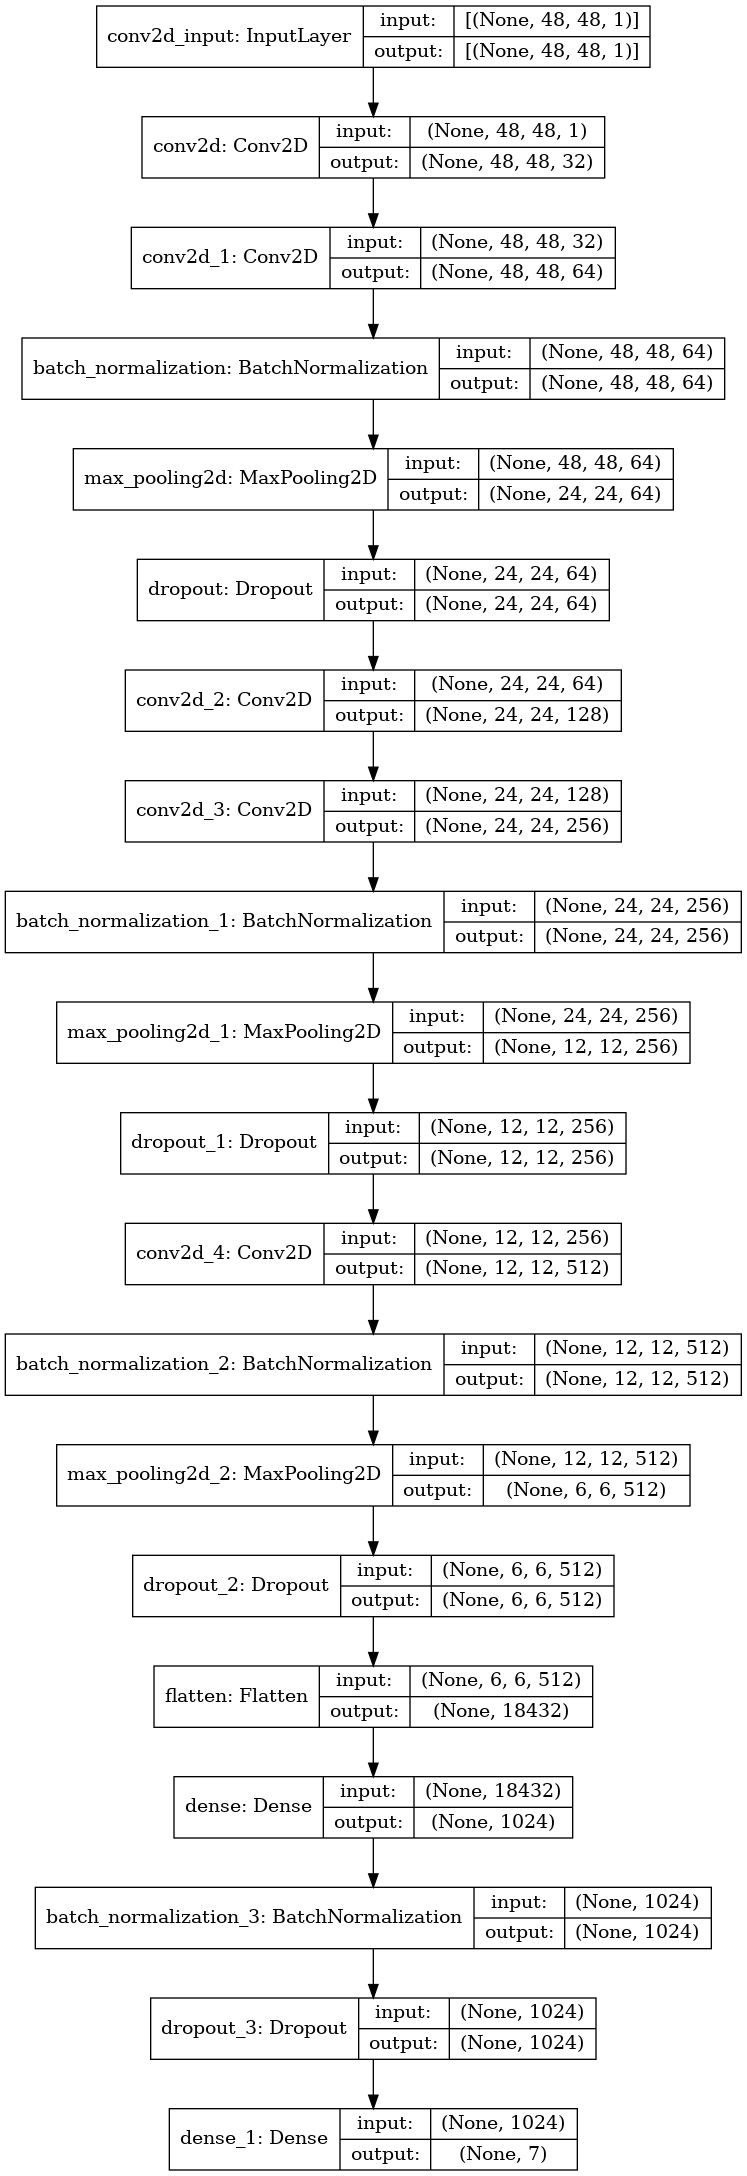 conv2d_input: InputLayer input: [(None, 48, 48, 1)]
output: [(None, 48, 48, 1)]
conv2d: Conv2D input: (None, 48, 48, 1)
output: (None, 48, 48, 32)
conv2d_1: Conv2D input: (None, 48, 48, 32)
output: (None, 48, 48, 64)
batch_normalization: BatchNormalization input: (None, 48, 48, 64)
output: (None, 48, 48, 64)
max_pooling2d: MaxPooling2D input: (None, 48, 48, 64)
output: (None, 24, 24, 64)
dropout: Dropout input: (None, 24, 24, 64)
output: (None, 24, 24, 64)
conv2d_2: Conv2D input: (None, 24, 24, 64)
output: (None, 24, 24, 128)
conv2d_3: Conv2D input: (None, 24, 24, 128)
output: (None, 24, 24, 256)
batch_normalization_1: BatchNormalization input: (None, 24, 24, 256)
output: (None, 24, 24, 256)
max_pooling2d_1: MaxPooling2D input: (None, 24, 24, 256)
output: (None, 12, 12, 256)
dropout_1: Dropout input: (None, 12, 12, 256)
output: (None, 12, 12, 256)
conv2d_4: Conv2D input: (None, 12, 12, 256)
output: (None, 12, 12, 512)
batch_normalization_2: BatchNormalization input: (None, 12, 12, 512)
output: (None, 12, 12, 512)
max_pooling2d_2: MaxPooling2D input: (None, 12, 12, 512)
output: (None, 6, 6, 512)
dropout_2: Dropout input: (None, 6, 6, 512)
output: (None, 6, 6, 512)
flatten: Flatten input: (None, 6, 6, 512)
output: (None, 18432)
dense: Dense input: (None, 18432)
output: (None, 1024)
batch_normalization_3: BatchNormalization input: (None, 1024)
output: (None, 1024)
dropout_3: Dropout input: (None, 1024)
output: (None, 1024)
dense_1: Dense input: (None, 1024)
output: (None, 7)